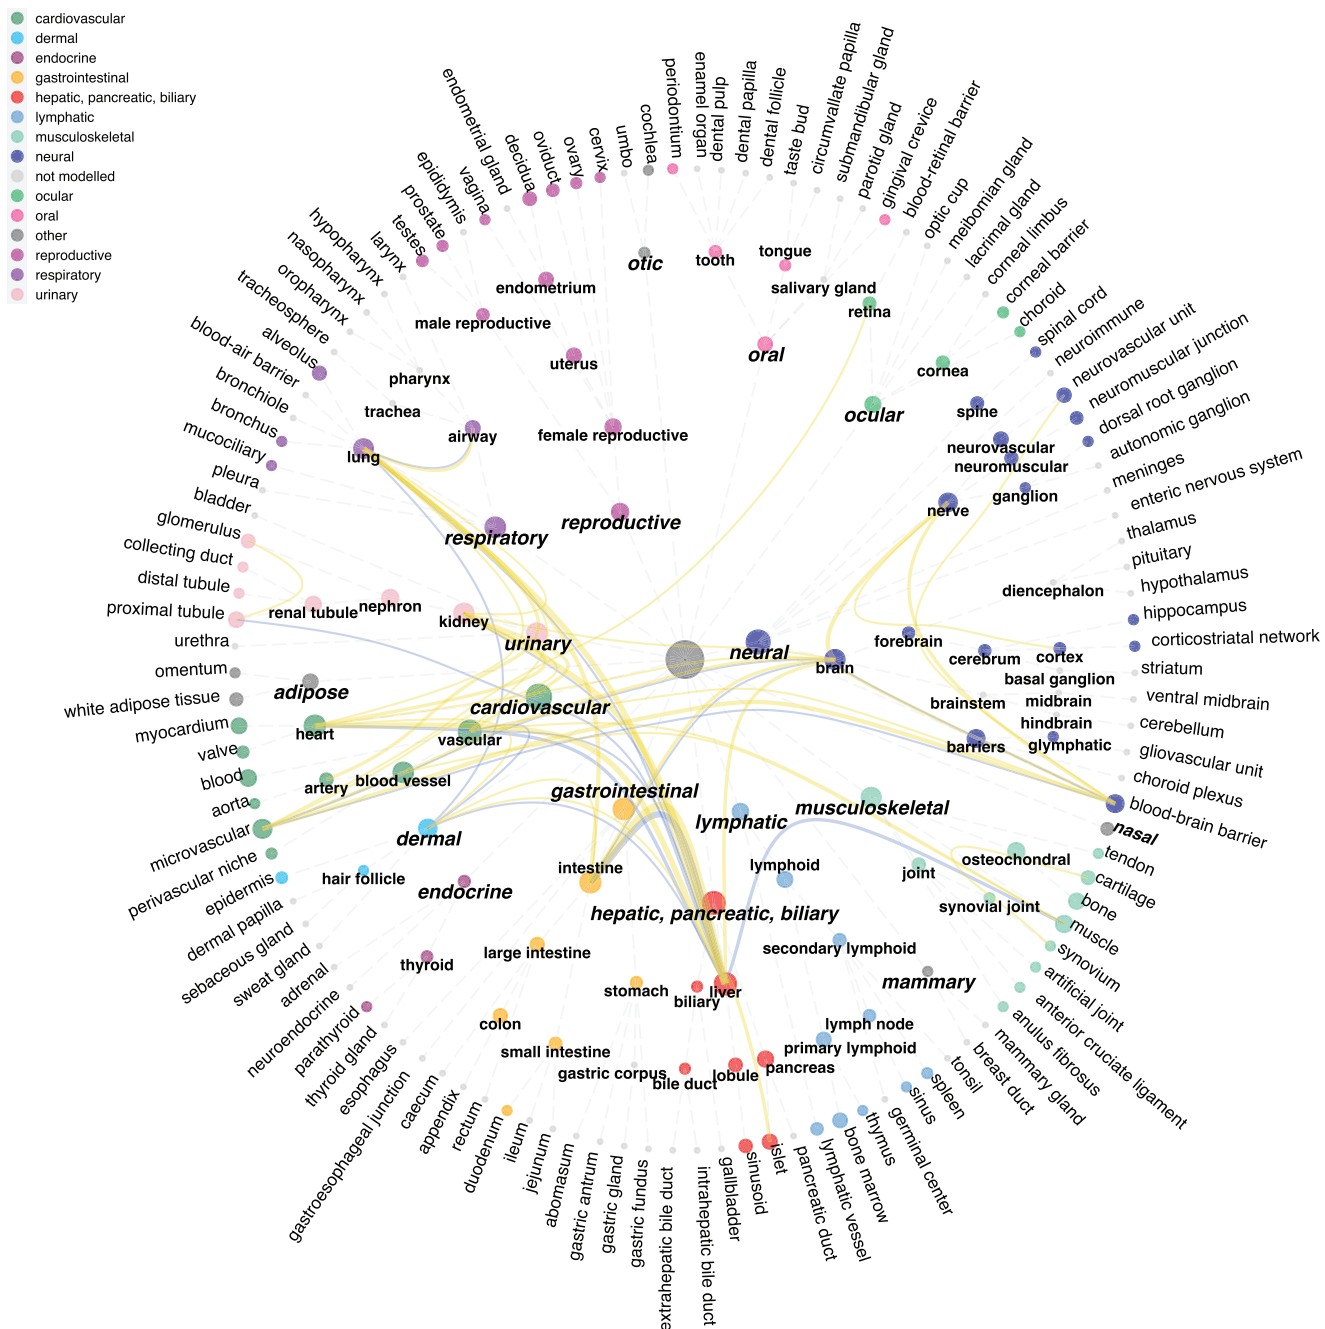 cardiovascular
dermal
endocrine
gastrointestinal
hepatic, pancreatic, biliary
lymphatic
musculoskeletal
neural
not modelled
ocular
oral
other
reproductive
respiratory
urinary
umbo
cochlea
periodontium
enamel organ
dental pulp
dental papilla
dental follicle
taste bud
circumvallate papilla
submandibular gland
parotid gland
gingival crevice
blood-retinal barrier
optic cup
meibomian gland
lacrimal gland
corneal limbus
corneal barrier
choroid
spinal cord
neuroimmune
neurovascular unit
neuromuscular junction
dorsal root ganglion
autonomic ganglion
meninges
enteric nervous system
thalamus
pituitary
hypothalamus
hippocampus
corticostriatal network
striatum
ventral midbrain
cerebellum
gliovascular unit
choroid plexus
blood-brain barrier
nasal
tendon
cartilage
bone
muscle
synovium
artificial joint
anterior cruciate ligament
anulus fibrosus
mammary gland
breast duct
tonsil
spleen
sinus
germinal center
thymus
bone marrow
lymphatic vessel
pancreatic duct
islet
sinusoid
gallbladder
intrahepatic bile duct
extrahepatic bile duct
gastric fundus
gastric gland
gastric antrum
abomasum
jejunum
ileum
duodenum
rectum
appendix
caecum
gastroesophageal junction
esophagus
thyroid gland
parathyroid
neuroendocrine
adrenal
sweat gland
sebaceous gland
dermal papilla
epidermis
perivascular niche
microvascular
aorta
blood
valve
myocardium
white adipose tissue
omentum
urethra
proximal tubule
distal tubule
collecting duct
glomerulus
bladder
pleura
mucociliary
bronchus
bronchiole
blood-air barrier
alveolus
tracheosphere
oropharynx
nasopharynx
hypopharynx
larynx
testes
prostate
epididymis
vagina
endometrial gland
decidua
oviduct
ovary
cervix
otic
tooth
tongue
salivary gland
retina
endometrium
male reproductive
uterus
oral
cornea
ocular
spine
pharynx
trachea
airway
lung
female reproductive
neurovascular
neuromuscular
ganglion
nerve
respiratory
reproductive
diencephalon
renal tubule
nephron
kidney
urinary
neural
brain
forebrain
cerebrum
cortex
basal ganglion
adipose
cardiovascular
brainstem
midbrain
hindbrain
heart
vascular
barriers
glymphatic
artery
blood vessel
gastrointestinal
lymphatic
musculoskeletal
dermal
intestine
lymphoid
joint
osteochondral
hair follicle
endocrine
hepatic, pancreatic, biliary
synovial joint
large intestine
secondary lymphoid
thyroid
stomach
biliary
liver
mammary
colon
small intestine
lymph node
primary lymphoid
gastric corpus
bile duct
lobule
pancreas